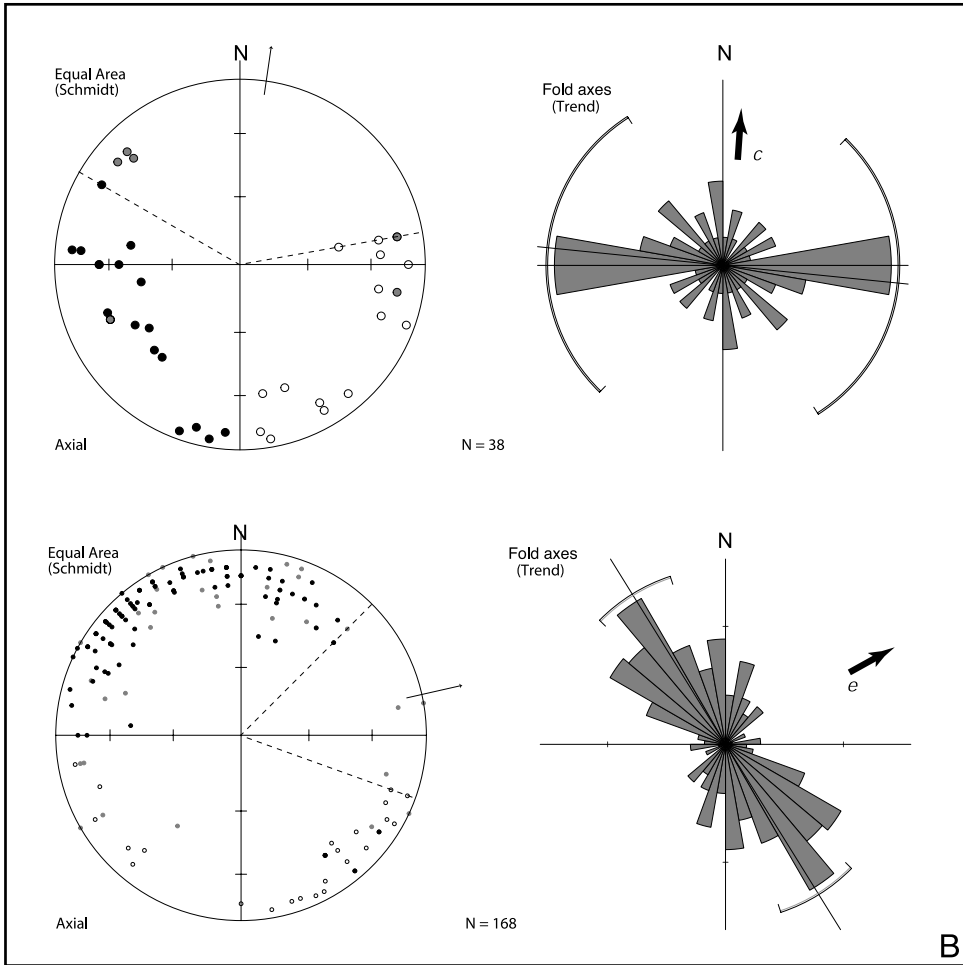 N
Equal Area
(Schmidt)
Axial
N = 38
N
Fold axes
(Trend)
c
N
Equal Area
(Schmidt)
Axial
N = 168
N
Fold axes
(Trend)
e
B